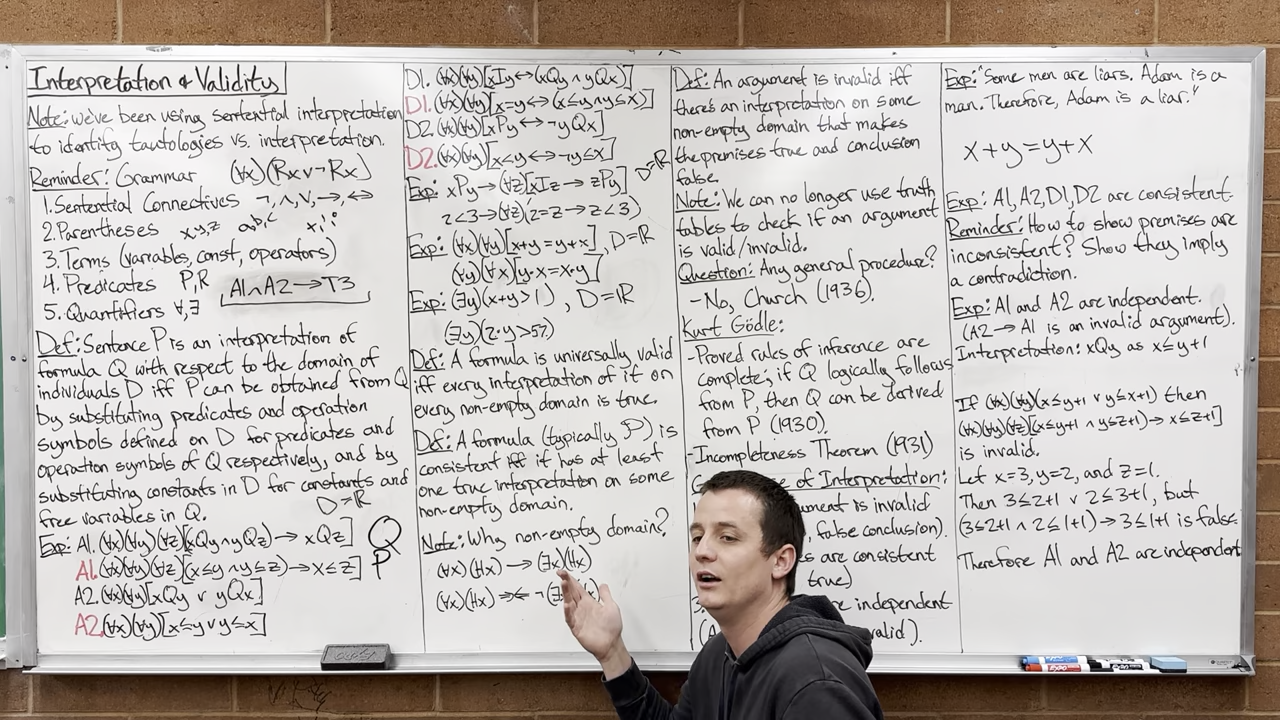 Interpretation & Validity
Note: we've been using sentential interpretation
to identify tautologies vs. interpretation.
Reminder: Grammar (∀x)(Rx ∨ ¬Rx)
1. Sentential Connectives ¬, ∧, ∨, →, ↔
2. Parentheses x,y,z a,b,c
3. Terms (variables, const, operators)
4. Predicates P,R A1∧A2→T3
5. Quantifiers ∀,∃
Def: Sentence P is an interpretation of
formula Q with respect to the domain of
individuals D iff P can be obtained from Q
by substituting predicates and operation
symbols defined on D for predicates and
operation symbols of Q respectively, and by
substituting constants in D for constants and
free variables in Q. D=ℝ
Exp: A1. (∀x)(∀y)(∀z)[(xQy ∧ yQz) → xQz] Q
A1. (∀x)(∀y)(∀z)[(x≤y ∧ y≤z) → x≤z] P
A2. (∀x)(∀y)[xQy ∨ yQx]
A2. (∀x)(∀y)[x≤y ∨ y≤x]
D1. (∀x)(∀y)[xIy ↔ (xQy ∧ yQx)]
D1. (∀x)(∀y)[x=y ↔ (x≤y ∧ y≤x)]
D2. (∀x)(∀y)[xPy ↔ ¬yQx]
D2. (∀x)(∀y)[x<y ↔ ¬y≤x] D=ℝ
Exp: xPy → (∀z)[xIz → zPy]
2<3 → (∀z)(2=z → z<3)
Exp: (∀x)(∀y)[x+y=y+x], D=ℝ
(∀y)(∀x)[y·x=x·y]
Exp: (∃y)(x+y>1), D=ℝ
(∃y)(2·y>57)
Def: A formula is universally valid
iff every interpretation of it on
every non-empty domain is true.
Def: A formula (typically P) is
consistent iff it has at least
one true interpretation on some
non-empty domain.
Note: Why non-empty domain?
(∀x)(Hx) → (∃x)(Hx)
(∀x)(Hx)
Def: An argument is invalid iff
there's an interpretation on some
non-empty domain that makes
the premises true and conclusion
false.
Note: We can no longer use truth
tables to check if an argument
is valid/invalid.
Question: Any general procedure?
-No, Church (1936).
Kurt Gödle:
-Proved rules of inference are
complete; if Q logically follows
from P, then Q can be derived
from P (1930).
-Incompleteness Theorem (1931)
of Interpretation:
is invalid
false conclusion).
are consistent
true)
independent
Exp: "Some men are liars. Adam is a
man. Therefore, Adam is a liar."
x+y=y+x
Exp: A1, A2, D1, D2 are consistent.
Reminder: How to show premises are
inconsistent? Show they imply
a contradiction.
Exp: A1 and A2 are independent.
(A2 → A1 is an invalid argument).
Interpretation: xQy as x≤y+1
If (∀x)(∀y)(x≤y+1 ∨ y≤x+1) then
(∀x)(∀y)(∀z)[(x≤y+1 ∧ y≤z+1) → x≤z+1]
is invalid.
Let x=3, y=2, and z=1.
Then 3≤2+1 ∨ 2≤3+1, but
(3≤2+1 ∧ 2≤1+1) → 3≤1+1 is false
Therefore A1 and A2 are independent